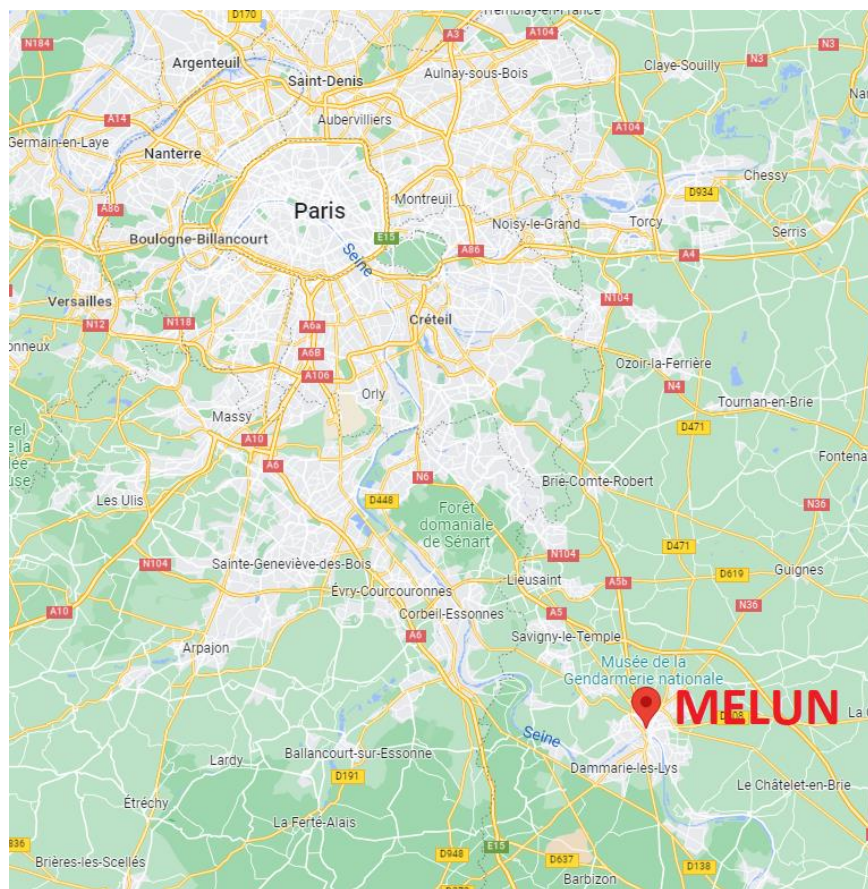 D170
Tremblay-en-France
N184
A3
A104
N3
N3
Argenteuil
Saint-Denis
Aulnay-sous-Bois
Claye-Souilly
A14
Aubervilliers
A104
Germain-en-Laye
Nanterre
Chessy
D934
Montreuil
A86
Paris
Noisy-le-Grand
Torcy
Serris
Boulogne-Billancourt
E15
A86
A4
Seine
Versailles
N104
N12
N118
A6a
Créteil
A6B
Ozoir-la-Ferrière
A106
N4
Orly
Tournan-en-Brie
Massy
D471
A10
A6
Fontena
N6
Brie-Comte-Robert
Les Ulis
D448
N36
Forêt
domaniale
de Sénart
D471
N104
N104
Sainte-Geneviève-des-Bois
Guignes
Lieusaint
A5b
D619
Évry-Courcouronnes
A10
Corbeil-Essonnes
A5
N36
A6
Savigny-le-Temple
Arpajon
Musée de la
Gendarmerie nationale
MELUN
Seine
Lardy
Ballancourt-sur-Essonne
Dammarie-les-Lys
D191
Le Châtelet-en-Brie
Étréchy
La Ferté-Alais
836
E15
D948
D637
D138
Brières-les-Scellés
Barbizon